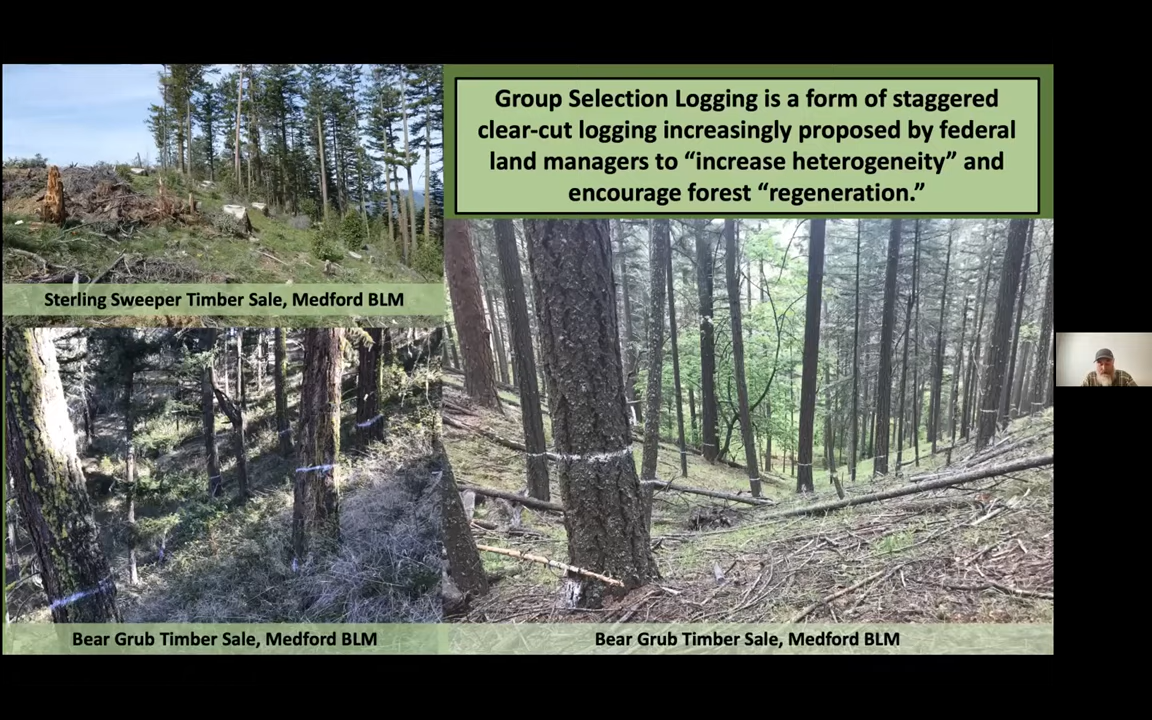 Group Selection Logging is a form of staggered
clear-cut logging increasingly proposed by federal
land managers to “increase heterogeneity” and
encourage forest “regeneration.”
Sterling Sweeper Timber Sale, Medford BLM
Bear Grub Timber Sale, Medford BLM
Bear Grub Timber Sale, Medford BLM